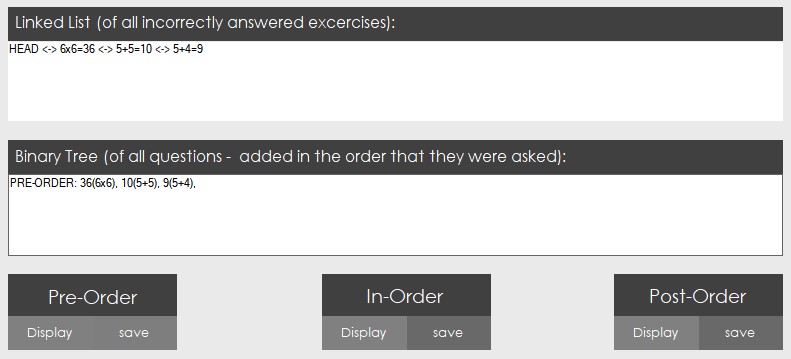 Linked List (of all incorrectly answered excercises):
HEAD <-> 6x6=36 <-> 5+5=10 <-> 5+4=9
Binary Tree (of all questions - added in the order that they were asked):
PRE-ORDER: 36(6x6), 10(5+5), 9(5+4),
Pre-Order
Display save
In-Order
Display save
Post-Order
Display save